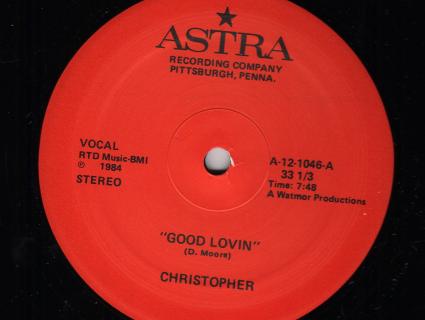 ASTRA
RECORDING COMPANY
PITTSBURGH, PENNA.
VOCAL
RTD Music-BMI
℗ 1984
STEREO
A-12-1046-A
33 1/3
Time: 7:48
A Watmor Productions
"GOOD LOVIN"
(D. Moore)
CHRISTOPHER